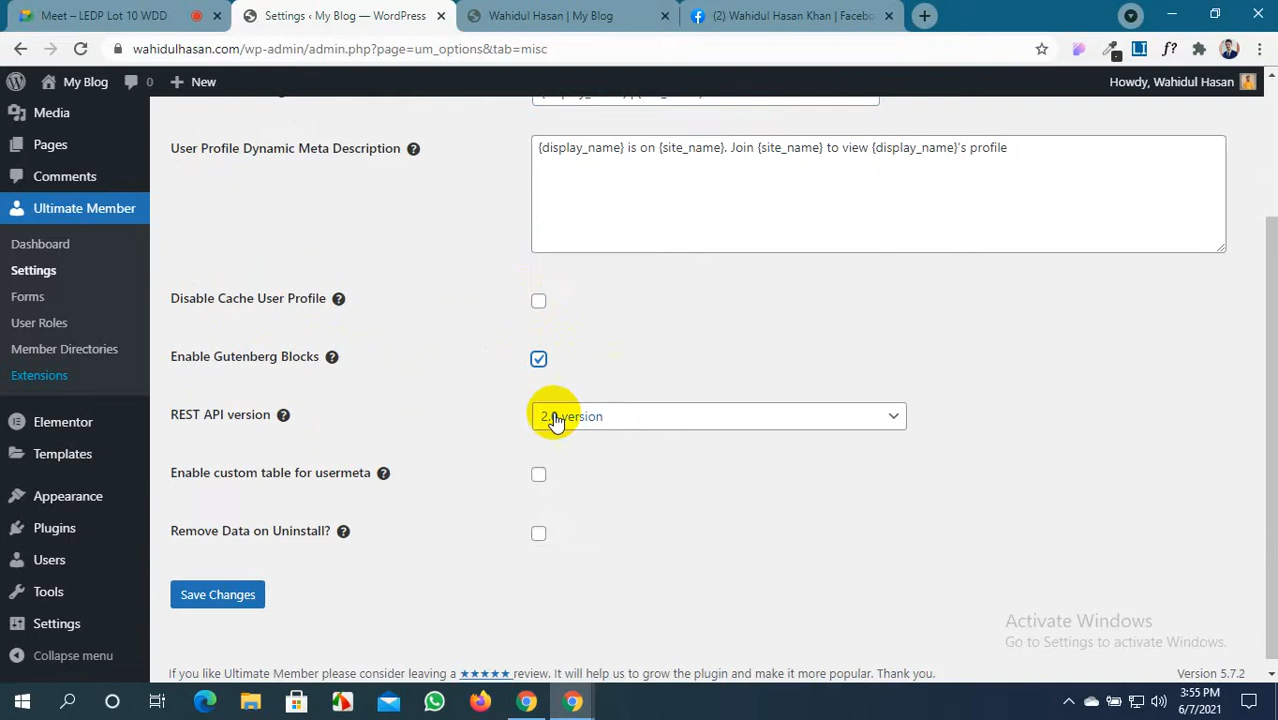 Meet – LEDP Lot 10 WDD
Settings ‹ My Blog — WordPress
Wahidul Hasan | My Blog
(2) Wahidul Hasan Khan | Facebo
wahidulhasan.com/wp-admin/admin.php?page=um_options&tab=misc
My Blog
0
New
Howdy, Wahidul Hasan
Media
Pages
Comments
Ultimate Member
Dashboard
Settings
Forms
User Roles
Member Directories
Extensions
Elementor
Templates
Appearance
Plugins
Users
Tools
Settings
Collapse menu
User Profile Dynamic Meta Description
{display_name} is on {site_name}. Join {site_name} to view {display_name}'s profile
Disable Cache User Profile
Enable Gutenberg Blocks
REST API version
2.0 version
Enable custom table for usermeta
Remove Data on Uninstall?
Save Changes
Activate Windows
Go to Settings to activate Windows.
If you like Ultimate Member please consider leaving a ★★★★★ review. It will help us to grow the plugin and make it more popular. Thank you.
Version 5.7.2
3:55 PM
6/7/2021